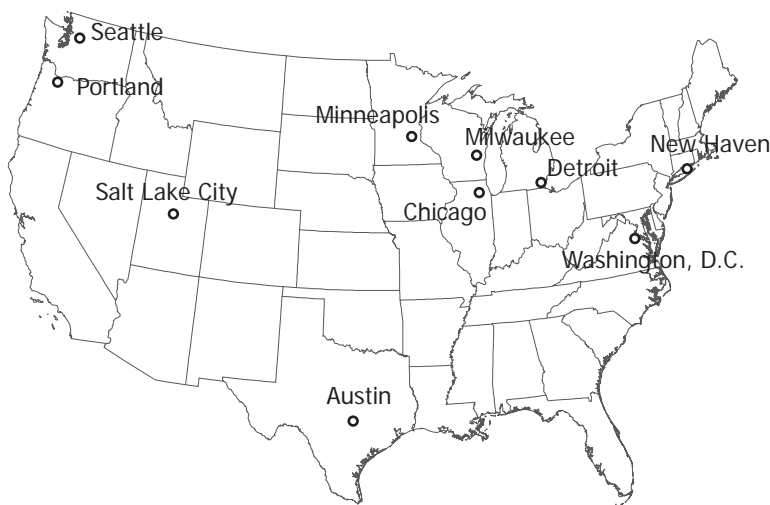 Seattle
Portland
Minneapolis
Milwaukee
New Haven
Detroit
Salt Lake City
Chicago
Washington, D.C.
Austin